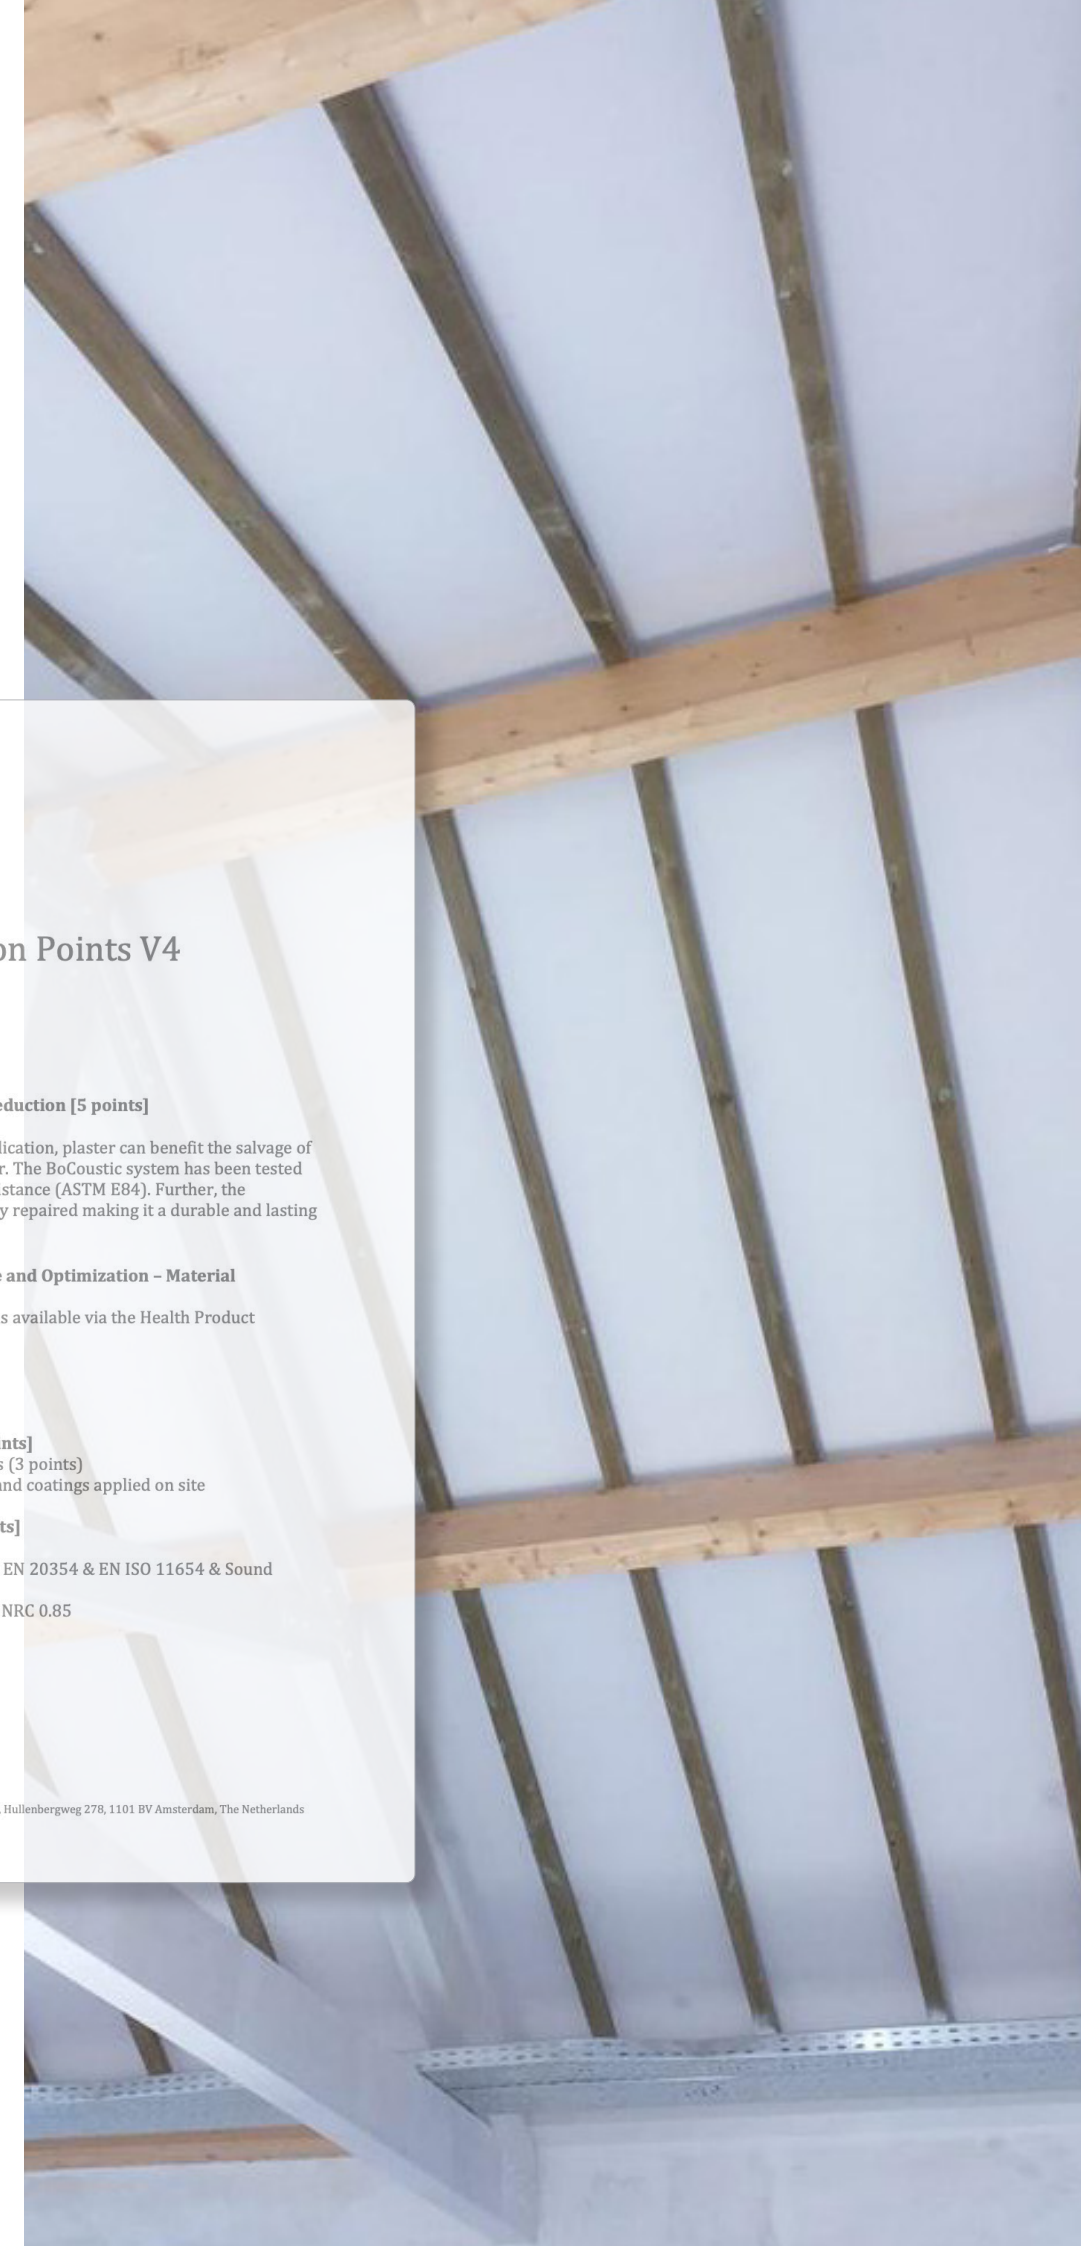 on Points V4
eduction [5 points]
lication, plaster can benefit the salvage of
r. The BoCoustic system has been tested
istance (ASTM E84). Further, the
y repaired making it a durable and lasting
e and Optimization – Material
s available via the Health Product
nts]
s (3 points)
and coatings applied on site
ts]
EN 20354 & EN ISO 11654 & Sound
NRC 0.85
, Hullenbergweg 278, 1101 BV Amsterdam, The Netherlands